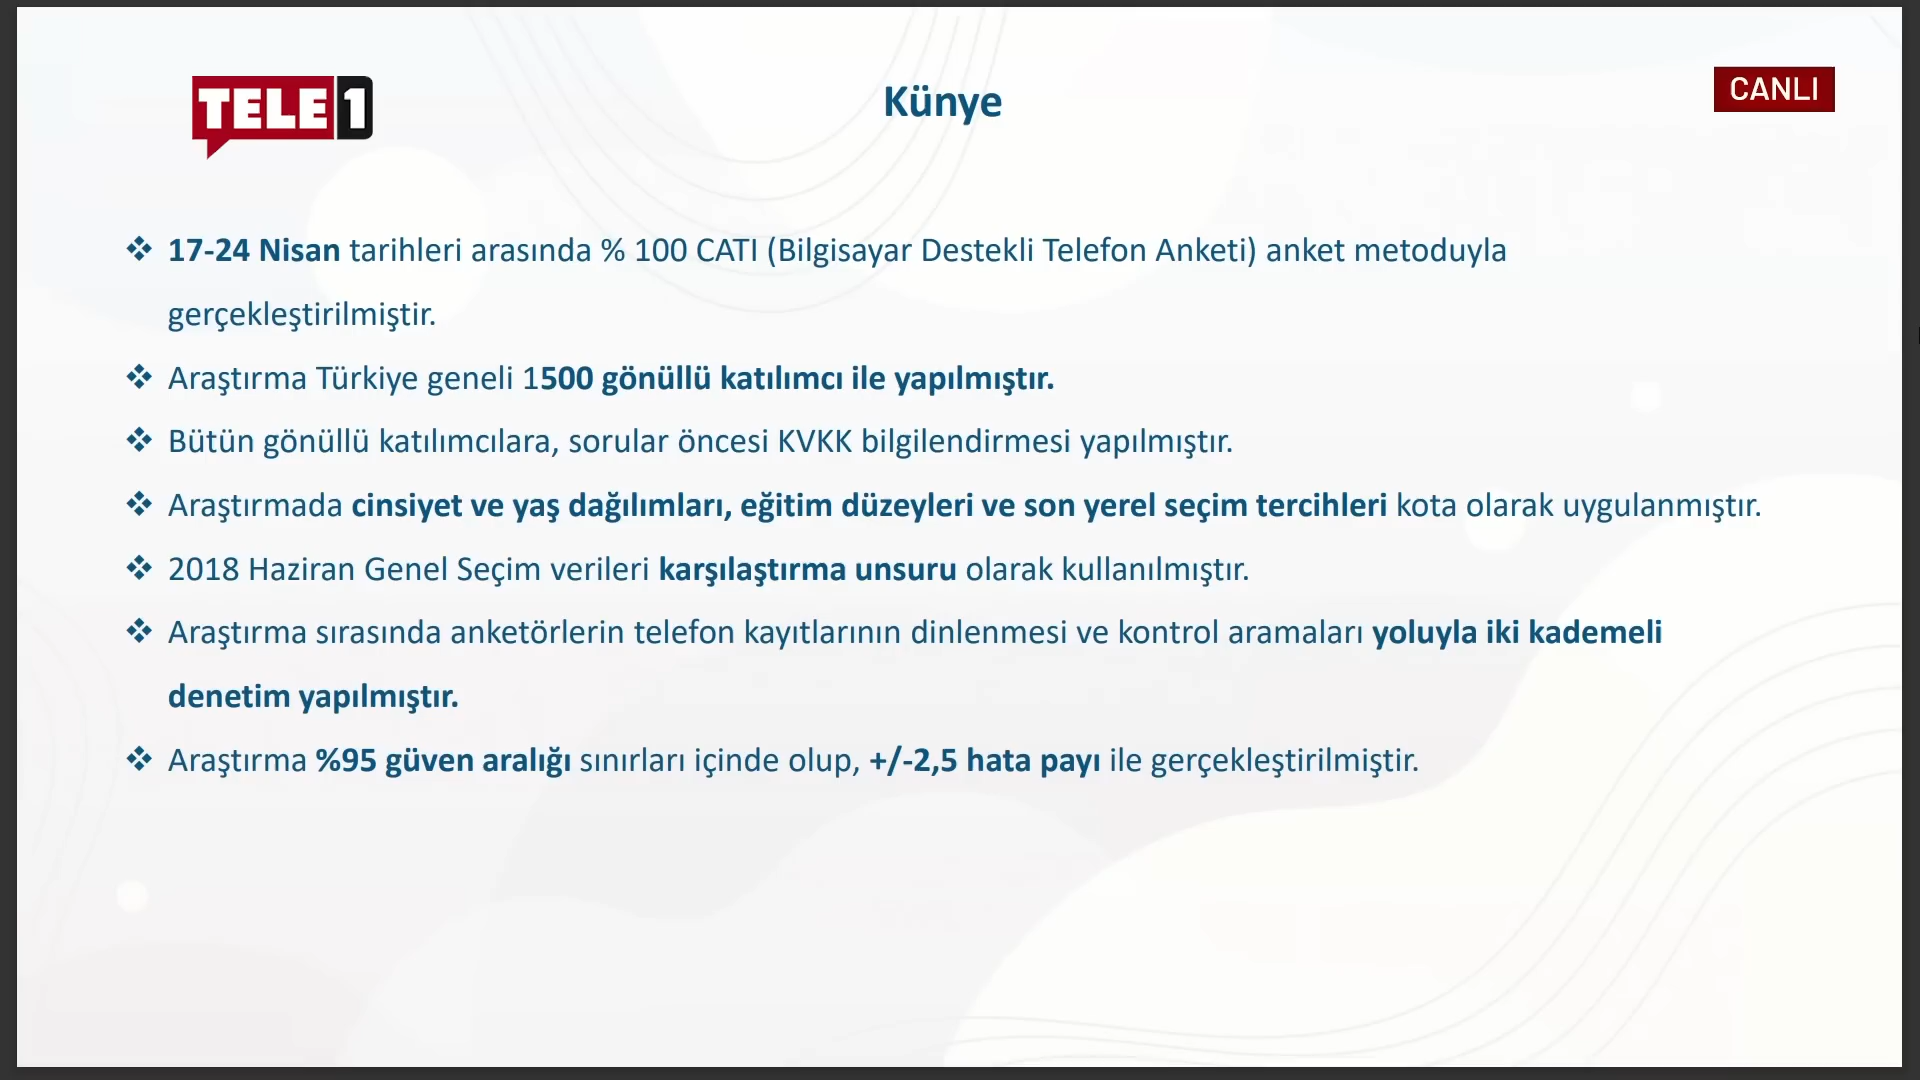 TELE1
Künye
CANLI
❖ 17-24 Nisan tarihleri arasında % 100 CATI (Bilgisayar Destekli Telefon Anketi) anket metoduyla
gerçekleştirilmiştir.
❖ Araştırma Türkiye geneli 1500 gönüllü katılımcı ile yapılmıştır.
❖ Bütün gönüllü katılımcılara, sorular öncesi KVKK bilgilendirmesi yapılmıştır.
❖ Araştırmada cinsiyet ve yaş dağılımları, eğitim düzeyleri ve son yerel seçim tercihleri kota olarak uygulanmıştır.
❖ 2018 Haziran Genel Seçim verileri karşılaştırma unsuru olarak kullanılmıştır.
❖ Araştırma sırasında anketörlerin telefon kayıtlarının dinlenmesi ve kontrol aramaları yoluyla iki kademeli
denetim yapılmıştır.
❖ Araştırma %95 güven aralığı sınırları içinde olup, +/-2,5 hata payı ile gerçekleştirilmiştir.